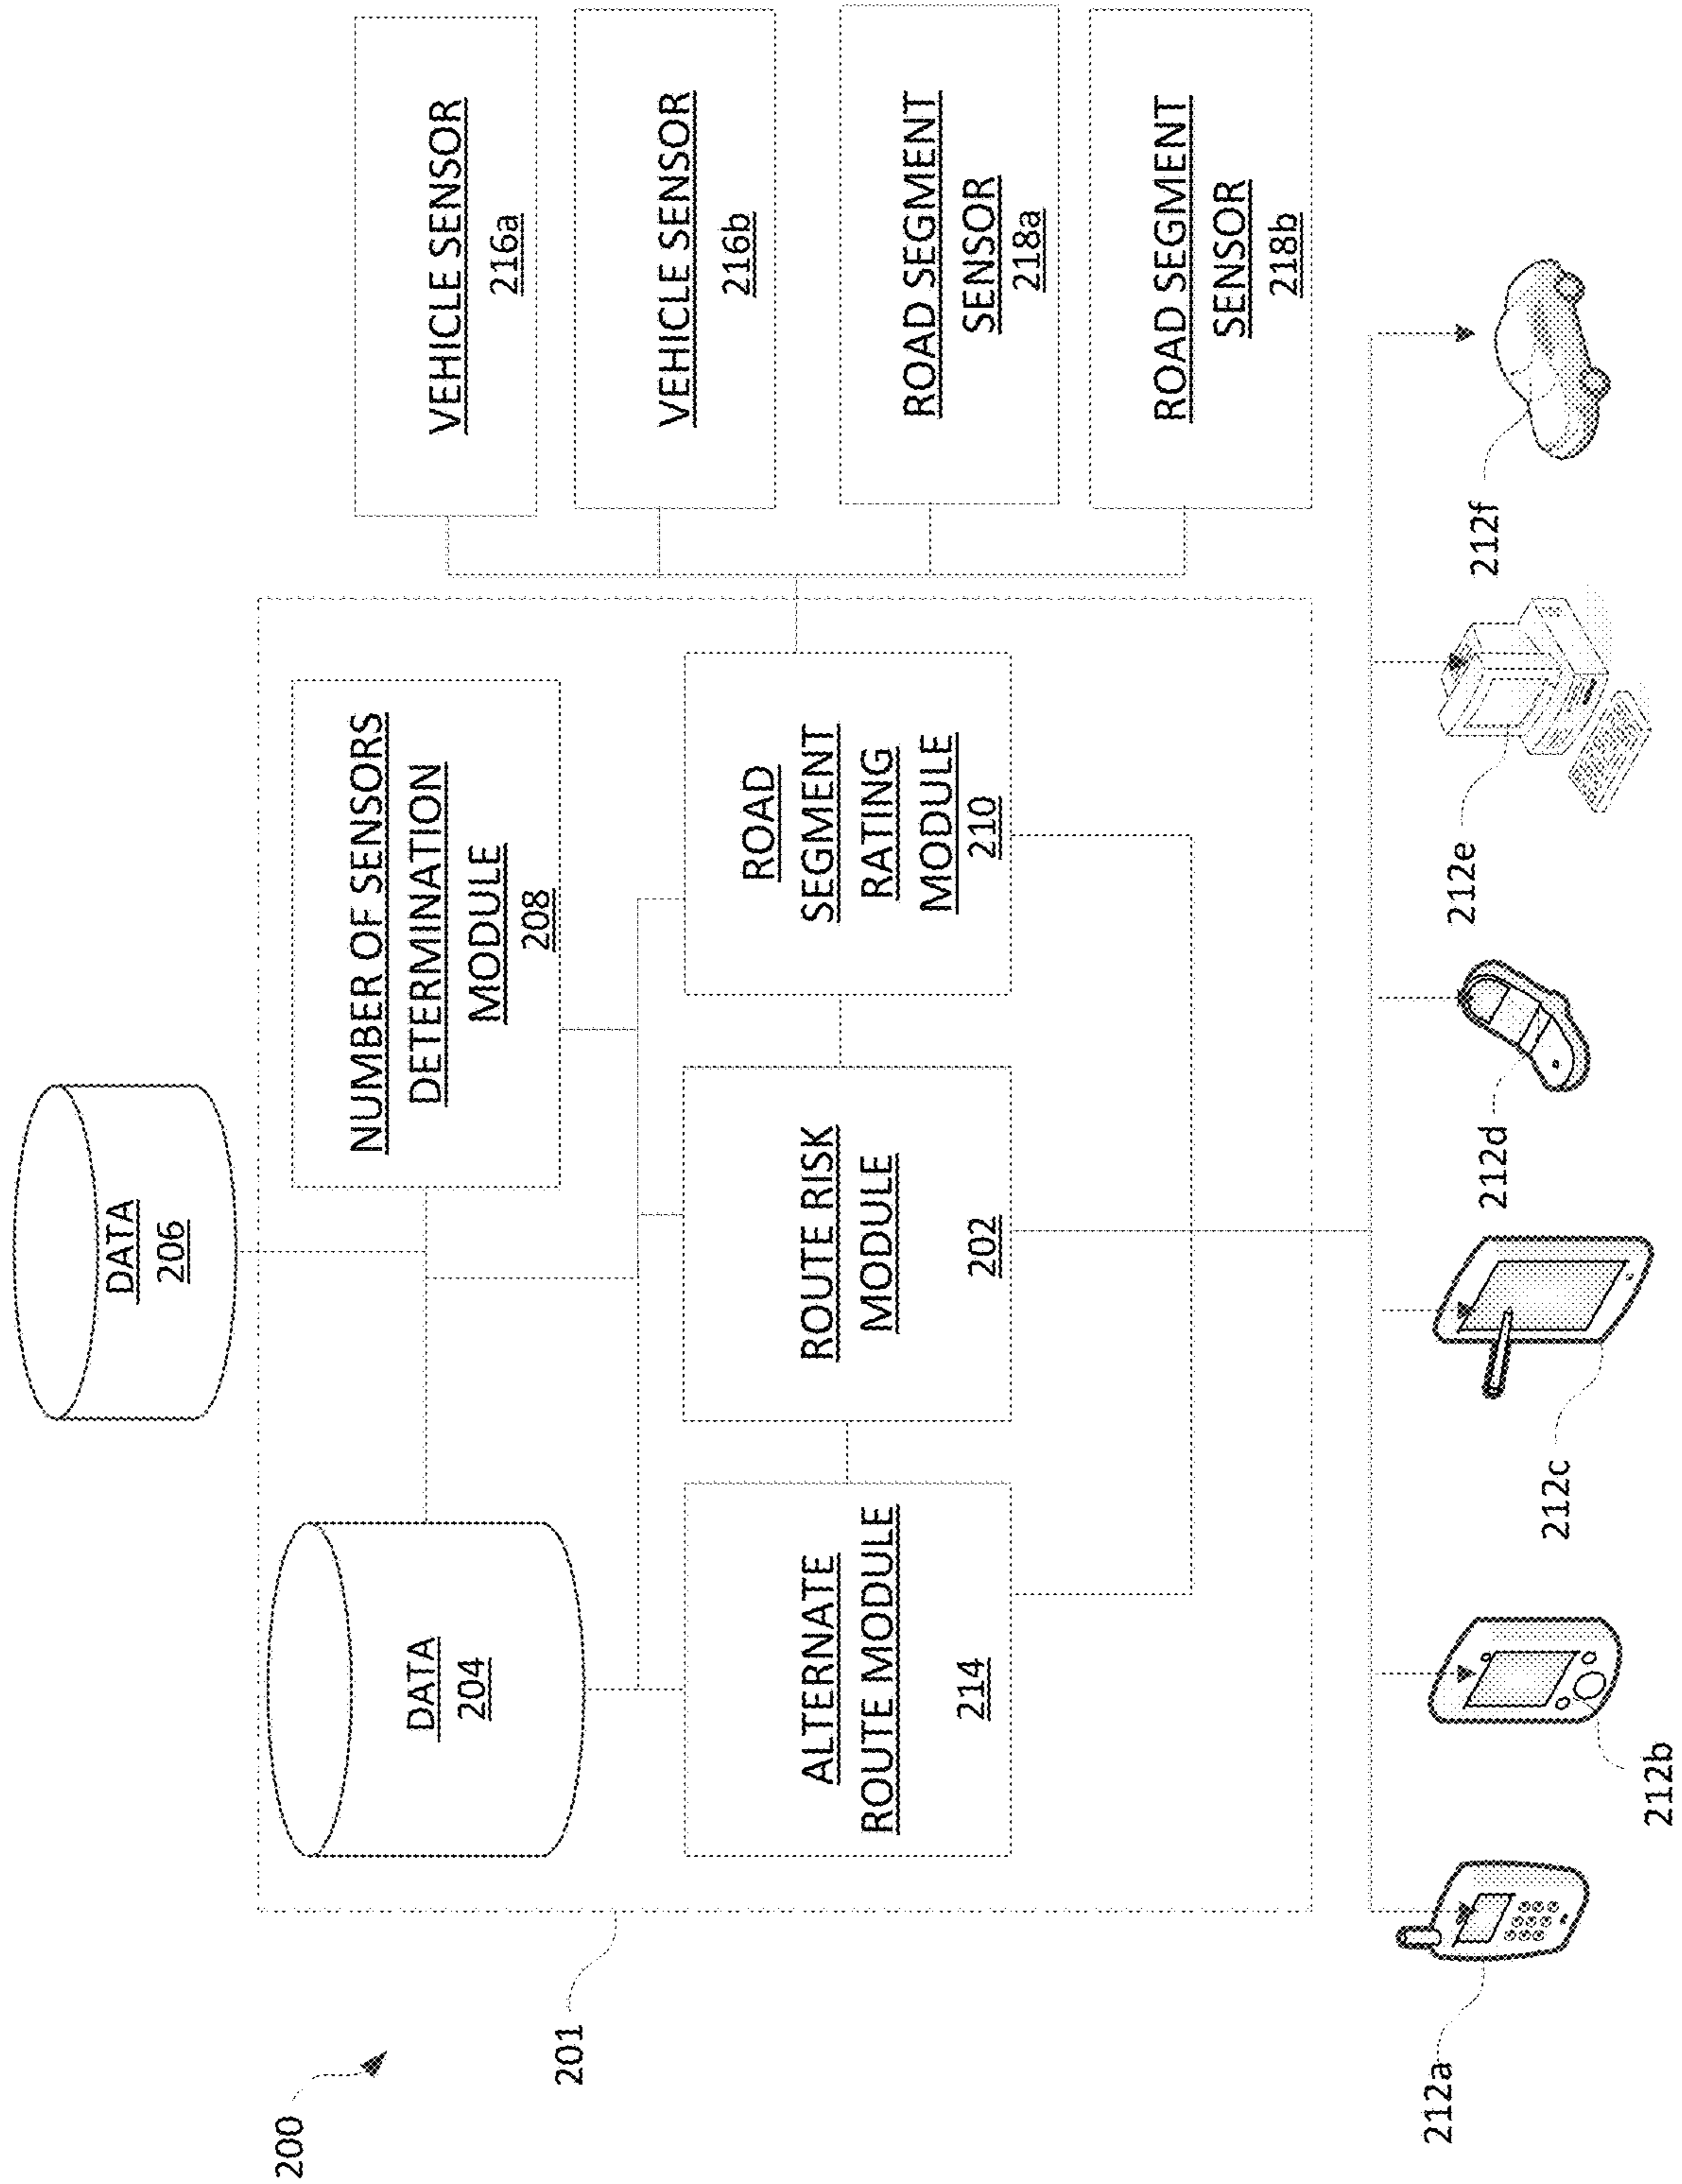 200
201
DATA
206
DATA
204
NUMBER OF SENSORS
DETERMINATION
MODULE
208
ALTERNATE
ROUTE MODULE
214
ROUTE RISK
MODULE
202
ROAD
SEGMENT
RATING
MODULE
210
VEHICLE SENSOR
216a
VEHICLE SENSOR
216b
ROAD SEGMENT
SENSOR
218a
ROAD SEGMENT
SENSOR
218b
212a
212b
212c
212d
212e
212f